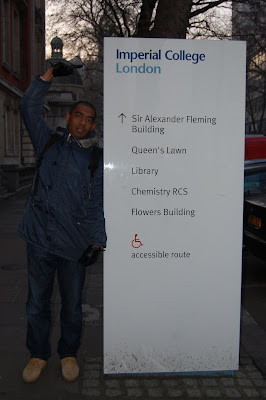 Imperial College
London
↑ Sir Alexander Fleming
Building
Queen's Lawn
Library
Chemistry RCS
Flowers Building
accessible route